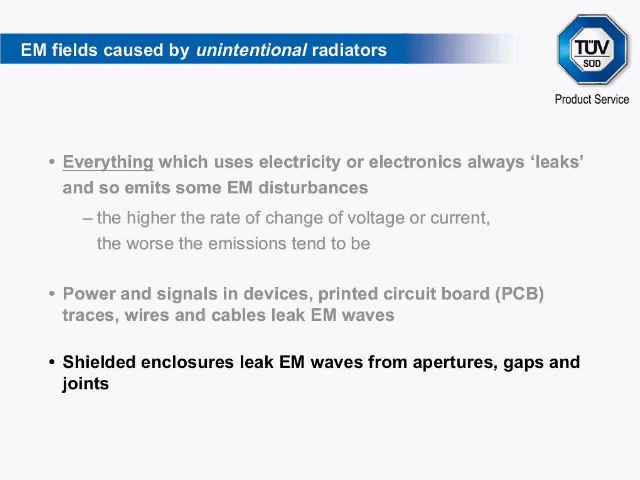 EM fields caused by unintentional radiators
TÜV
SÜD
Product Service
• Everything which uses electricity or electronics always ‘leaks’
and so emits some EM disturbances
– the higher the rate of change of voltage or current,
the worse the emissions tend to be
• Power and signals in devices, printed circuit board (PCB)
traces, wires and cables leak EM waves
• Shielded enclosures leak EM waves from apertures, gaps and
joints